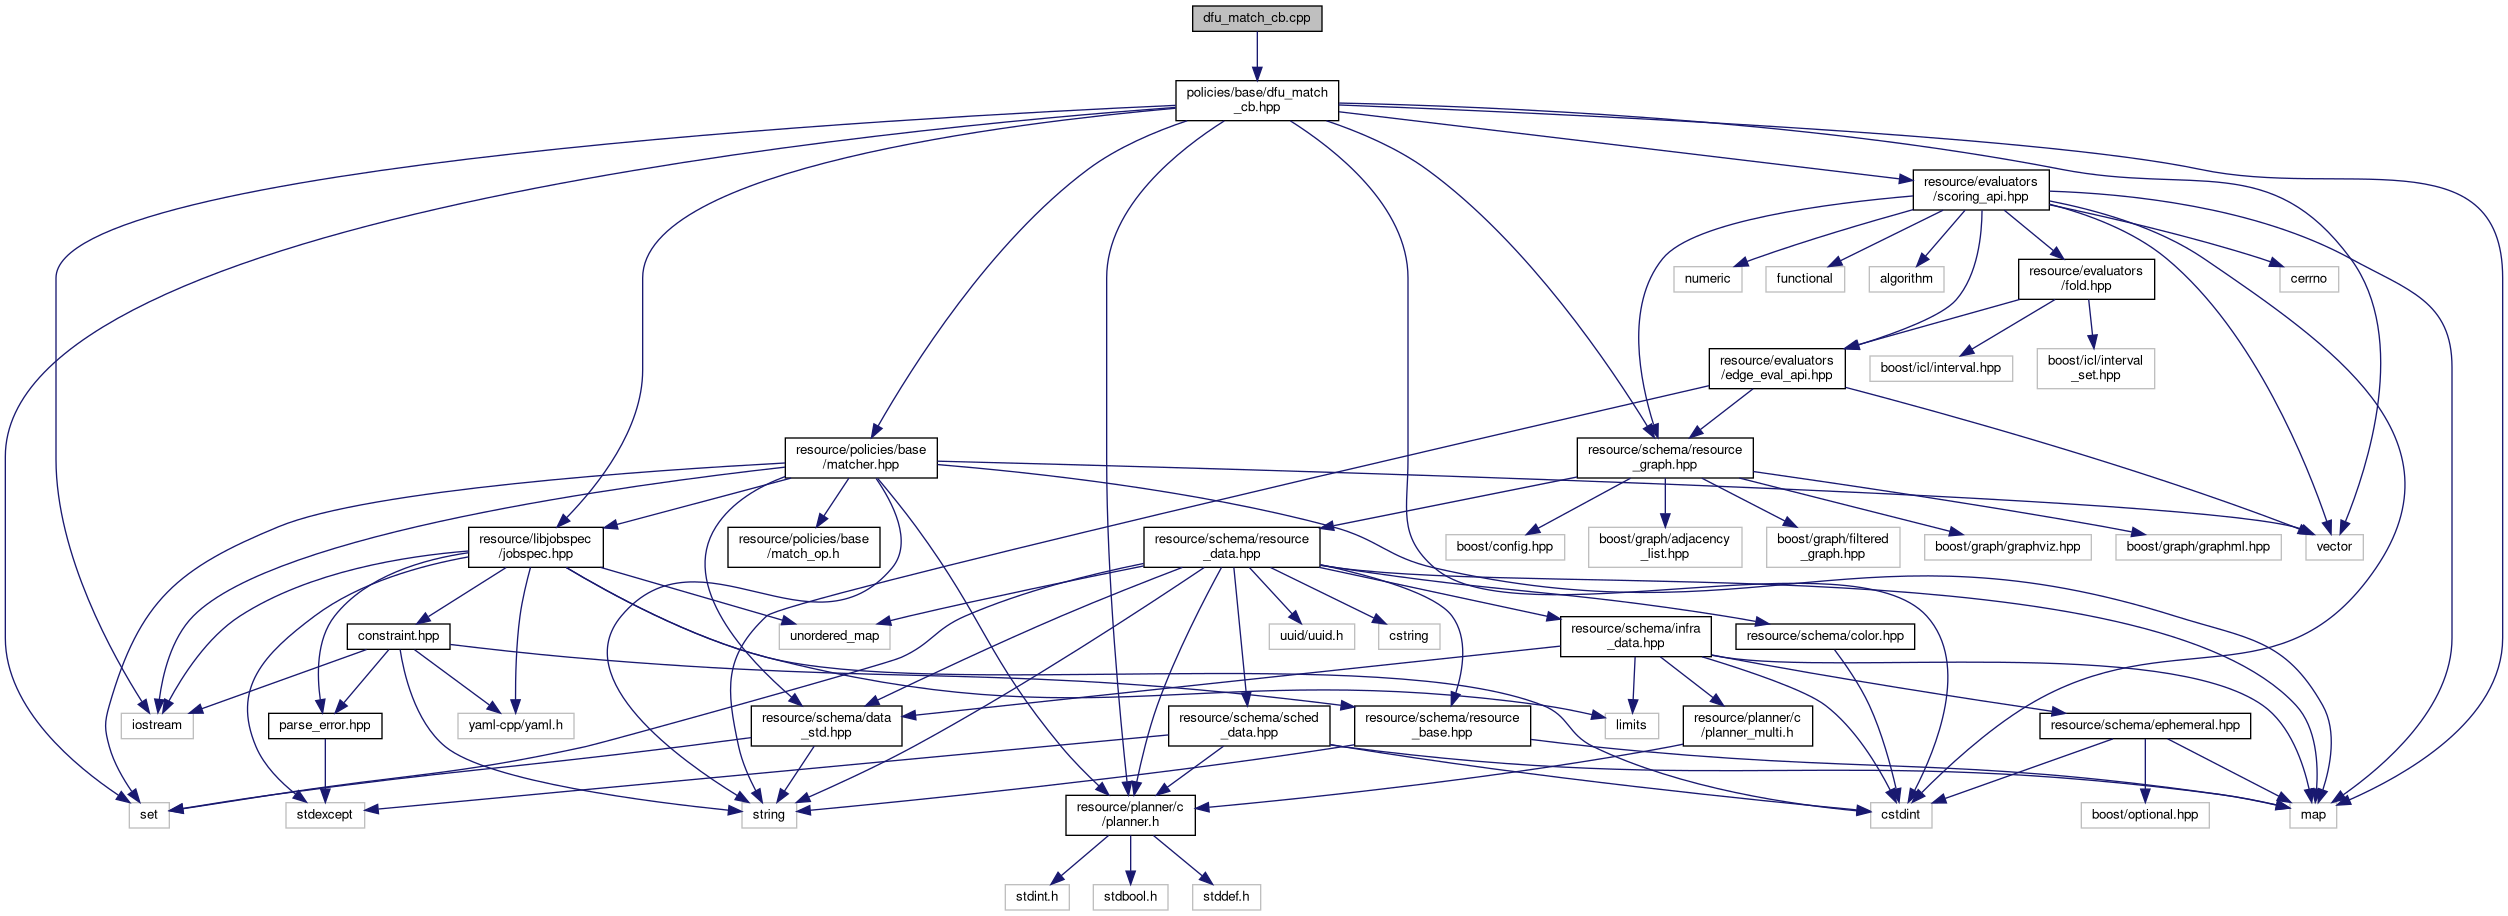 dfu_match_cb.cpp
policies/base/dfu_match
_cb.hpp
resource/evaluators
/scoring_api.hpp
numeric
functional
algorithm
resource/evaluators
/fold.hpp
cerrno
resource/evaluators
/edge_eval_api.hpp
boost/icl/interval.hpp
boost/icl/interval
_set.hpp
resource/policies/base
/matcher.hpp
resource/schema/resource
_graph.hpp
resource/libjobspec
/jobspec.hpp
resource/policies/base
/match_op.h
resource/schema/resource
_data.hpp
boost/config.hpp
boost/graph/adjacency
_list.hpp
boost/graph/filtered
_graph.hpp
boost/graph/graphviz.hpp
boost/graph/graphml.hpp
vector
constraint.hpp
unordered_map
uuid/uuid.h
cstring
resource/schema/infra
_data.hpp
resource/schema/color.hpp
iostream
parse_error.hpp
yaml-cpp/yaml.h
resource/schema/data
_std.hpp
resource/schema/sched
_data.hpp
resource/schema/resource
_base.hpp
limits
resource/planner/c
/planner_multi.h
resource/schema/ephemeral.hpp
set
stdexcept
string
resource/planner/c
/planner.h
cstdint
boost/optional.hpp
map
stdint.h
stdbool.h
stddef.h